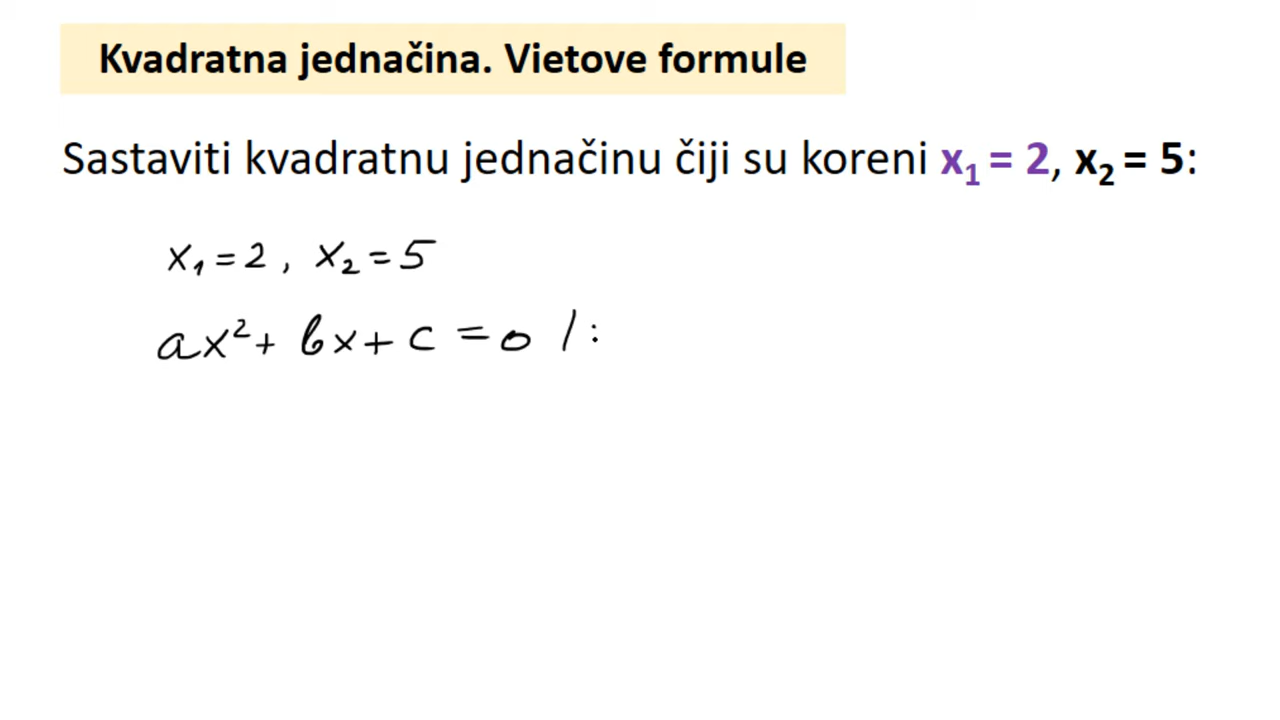 Kvadratna jednačina. Vietove formule
Sastaviti kvadratnu jednačinu čiji su koreni x₁ = 2, x₂ = 5:
x₁ = 2 , x₂ = 5
ax² + bx + c = 0 / :